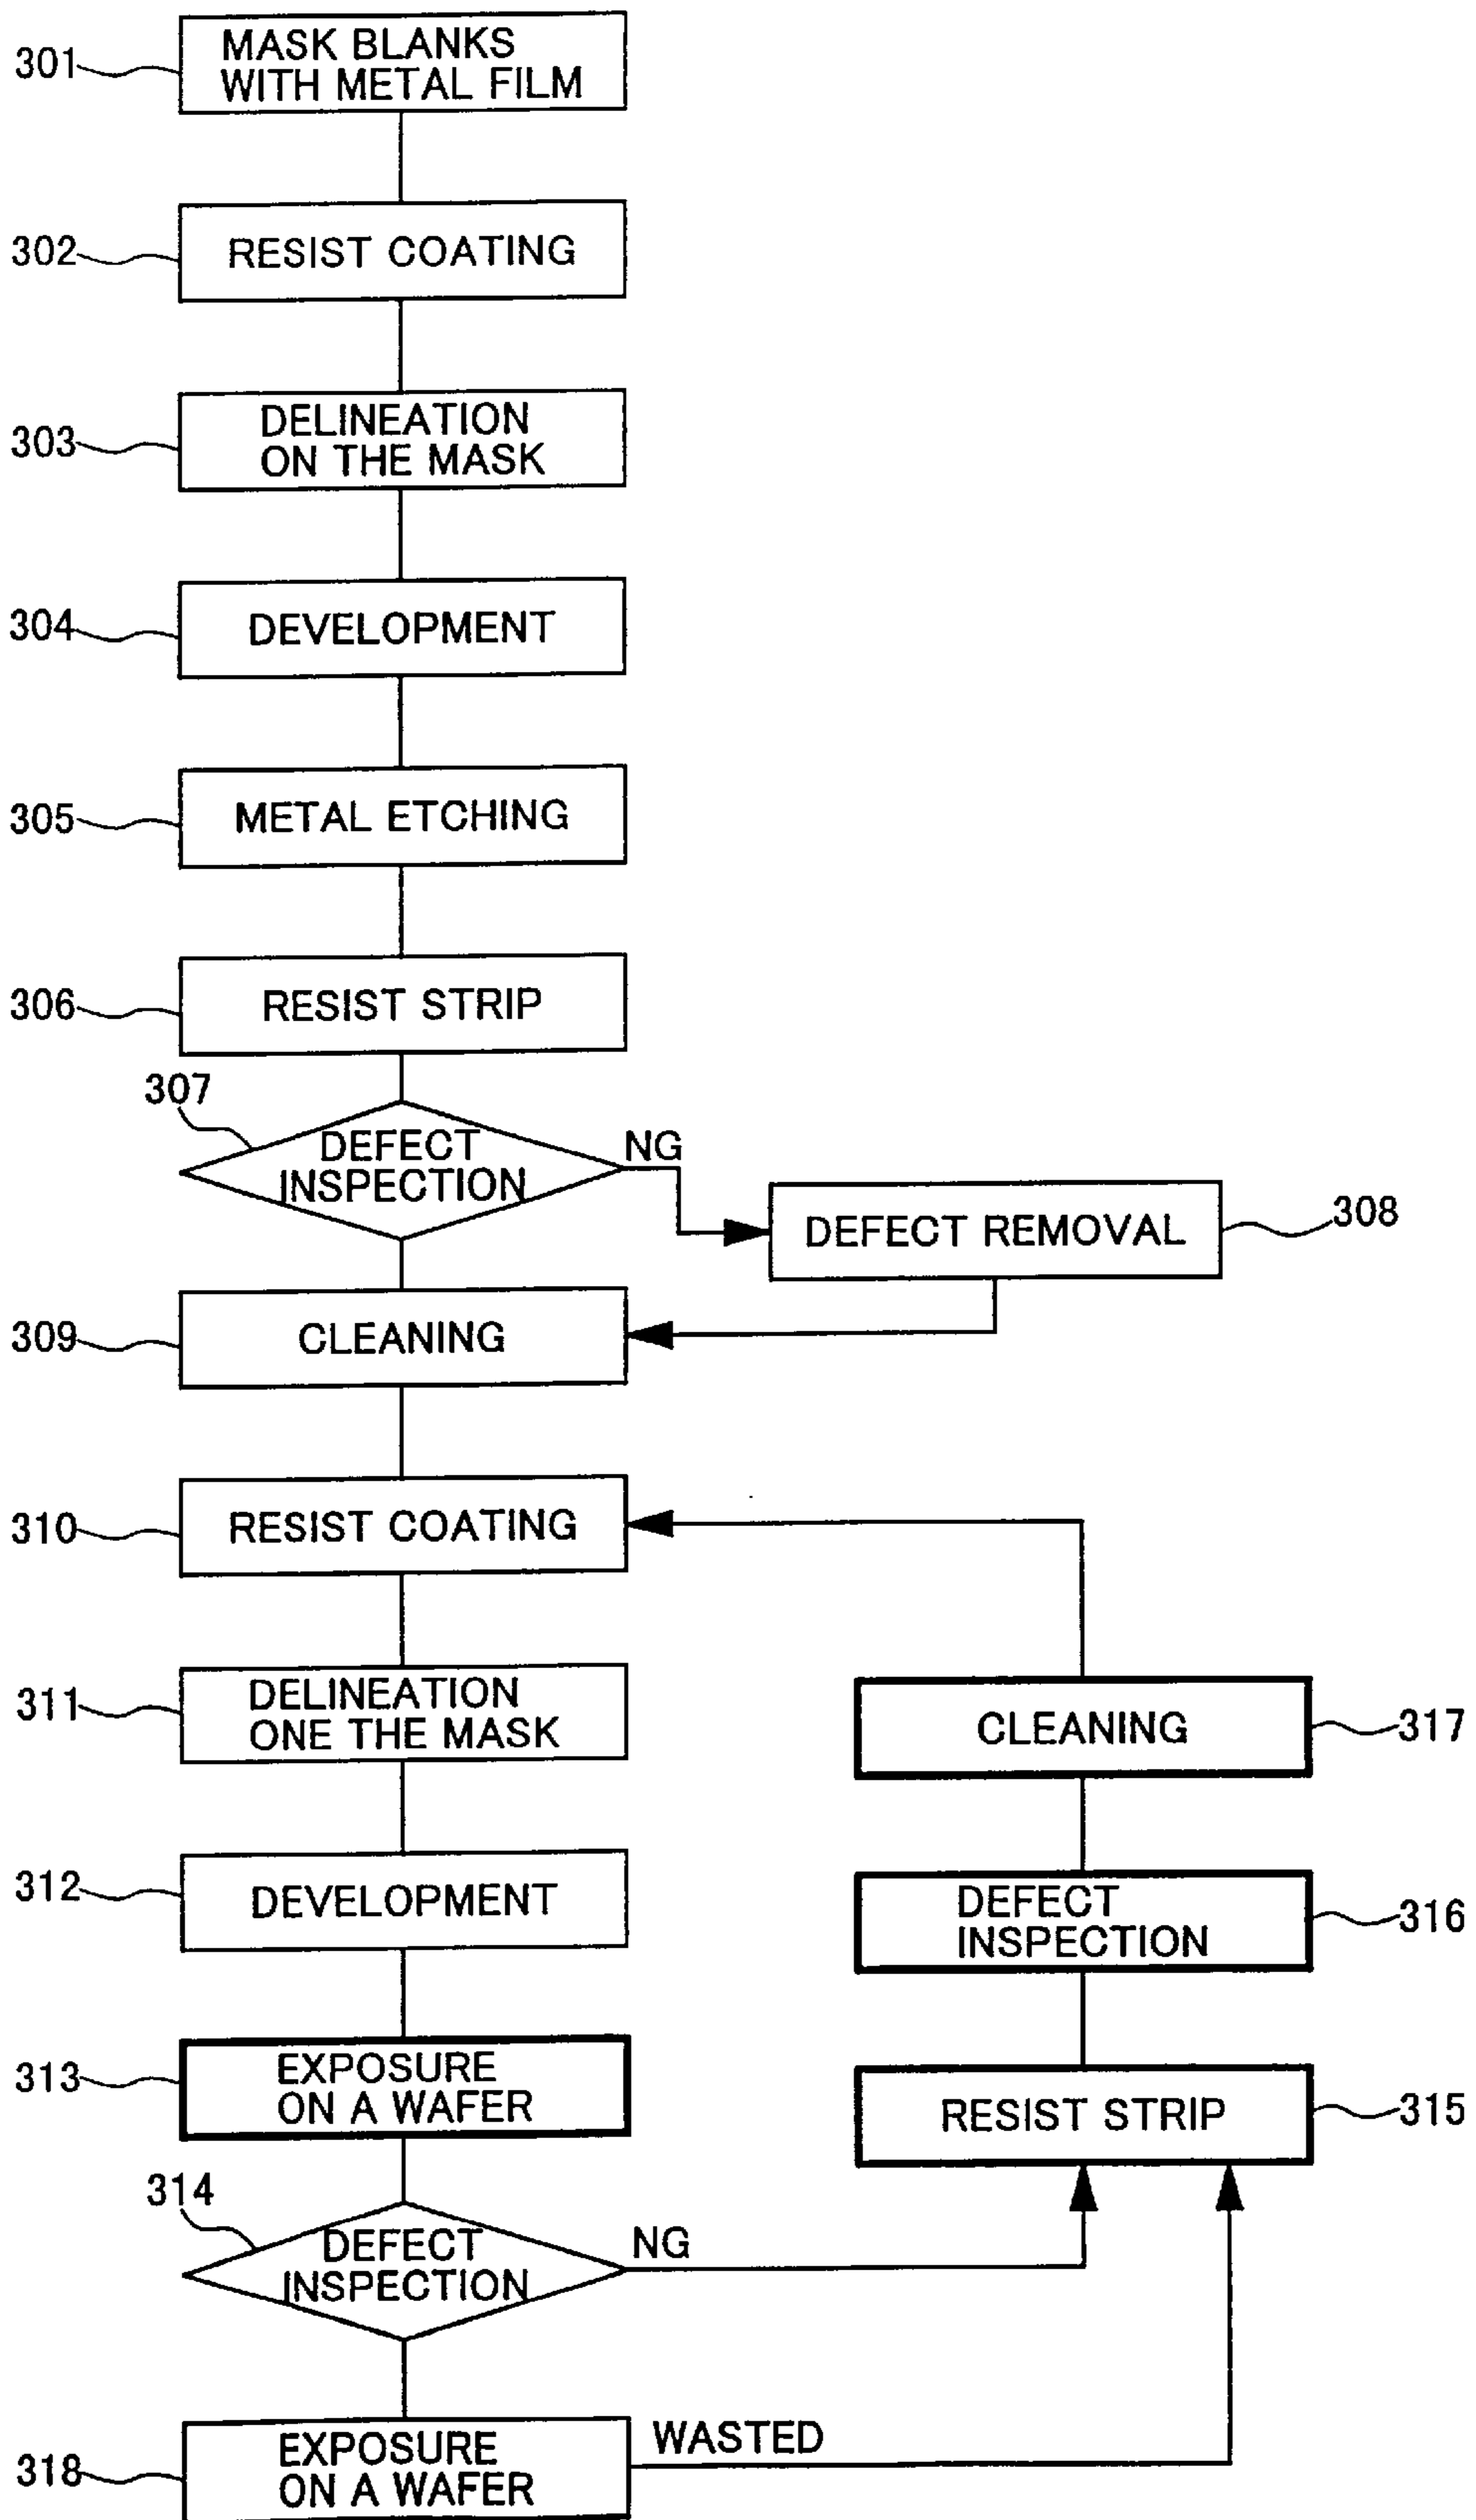 301
MASK BLANKS
WITH METAL FILM
302
RESIST COATING
303
DELINEATION
ON THE MASK
304
DEVELOPMENT
305
METAL ETCHING
306
RESIST STRIP
307
DEFECT
INSPECTION
NG
DEFECT REMOVAL
308
309
CLEANING
310
RESIST COATING
311
DELINEATION
ONE THE MASK
CLEANING
317
312
DEVELOPMENT
DEFECT
INSPECTION
316
313
EXPOSURE
ON A WAFER
RESIST STRIP
315
314
DEFECT
INSPECTION
NG
318
EXPOSURE
ON A WAFER
WASTED